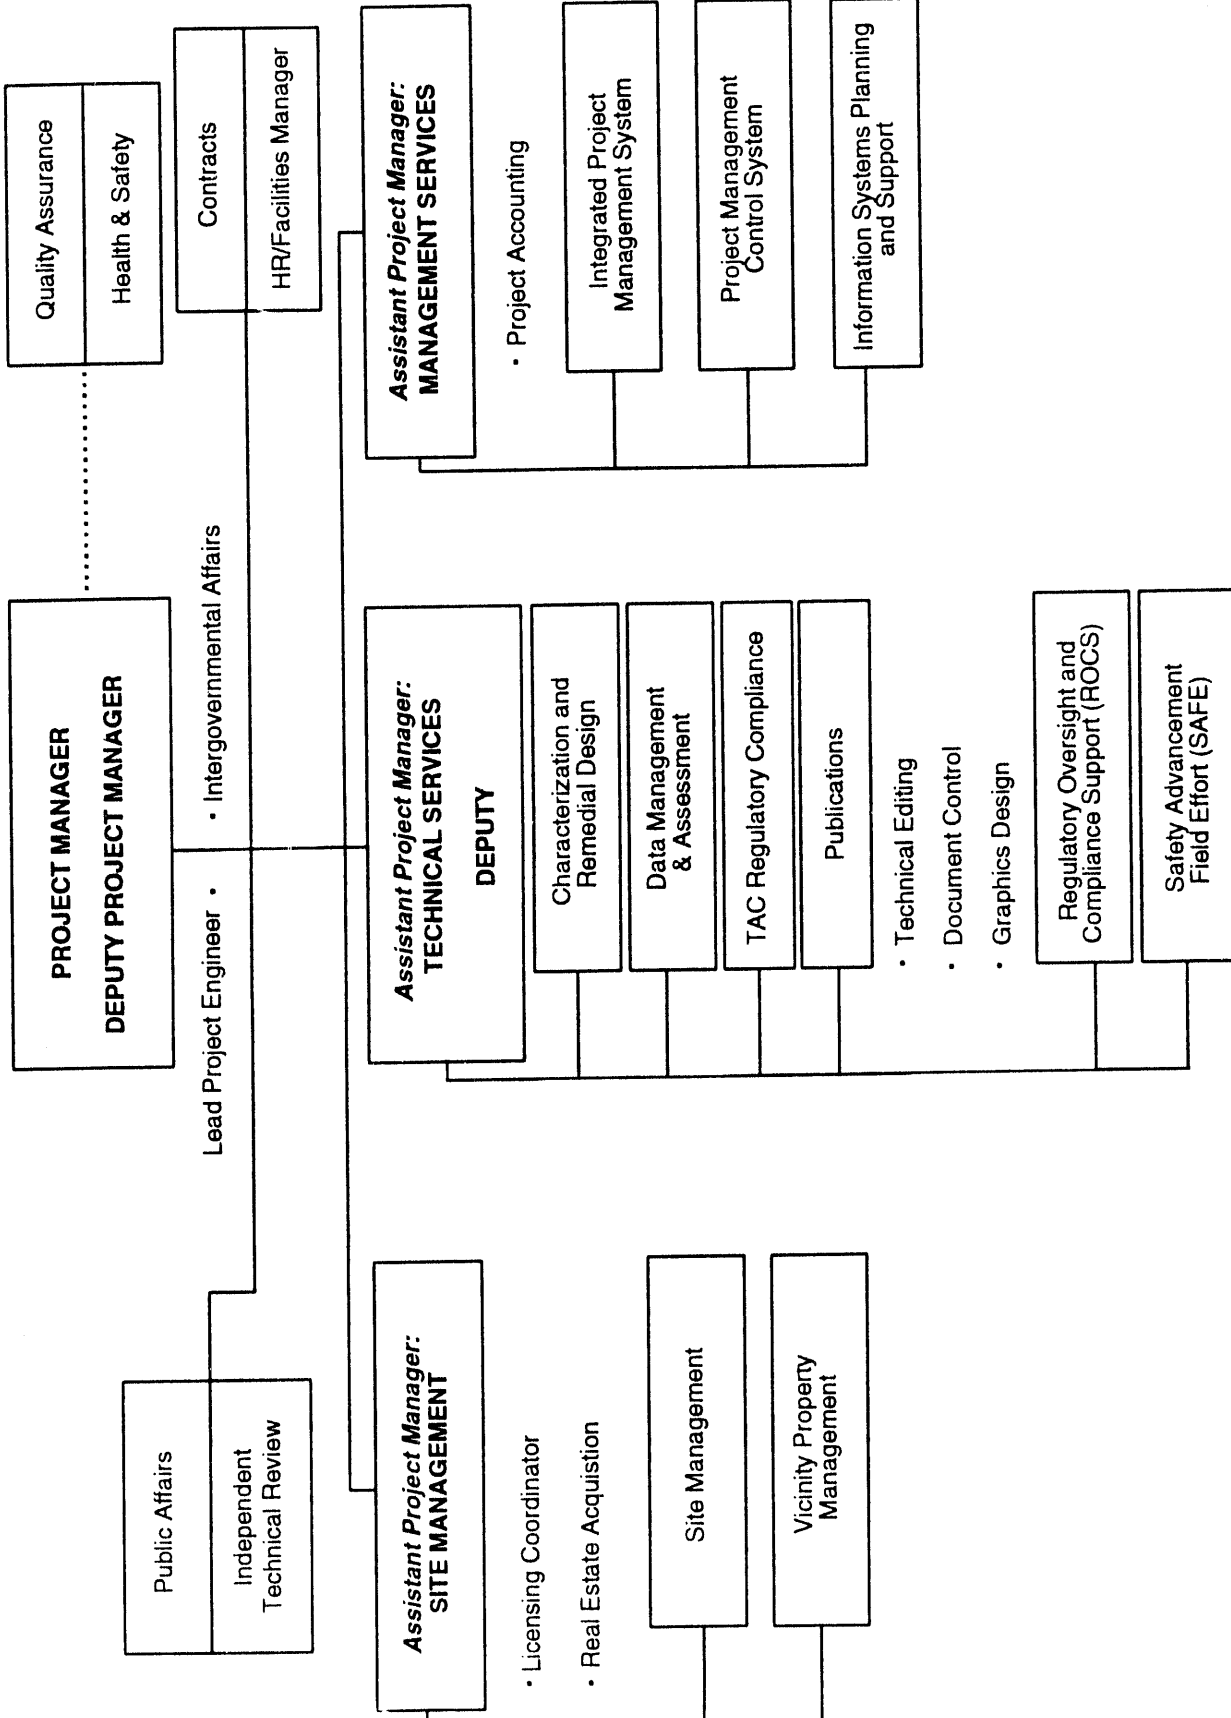 PROJECT MANAGER
DEPUTY PROJECT MANAGER
Quality Assurance
Health & Safety
Lead Project Engineer •
• Intergovernmental Affairs
Public Affairs
Independent
Technical Review
Contracts
HR/Facilities Manager
Assistant Project Manager:
SITE MANAGEMENT
• Licensing Coordinator
• Real Estate Acquistion
Site Management
Vicinity Property
Management
Assistant Project Manager:
TECHNICAL SERVICES
DEPUTY
Characterization and
Remedial Design
Data Management
& Assessment
TAC Regulatory Compliance
Publications
• Technical Editing
• Document Control
• Graphics Design
Regulatory Oversight and
Compliance Support (ROCS)
Safety Advancement
Field Effort (SAFE)
Assistant Project Manager:
MANAGEMENT SERVICES
• Project Accounting
Integrated Project
Management System
Project Management
Control System
Information Systems Planning
and Support